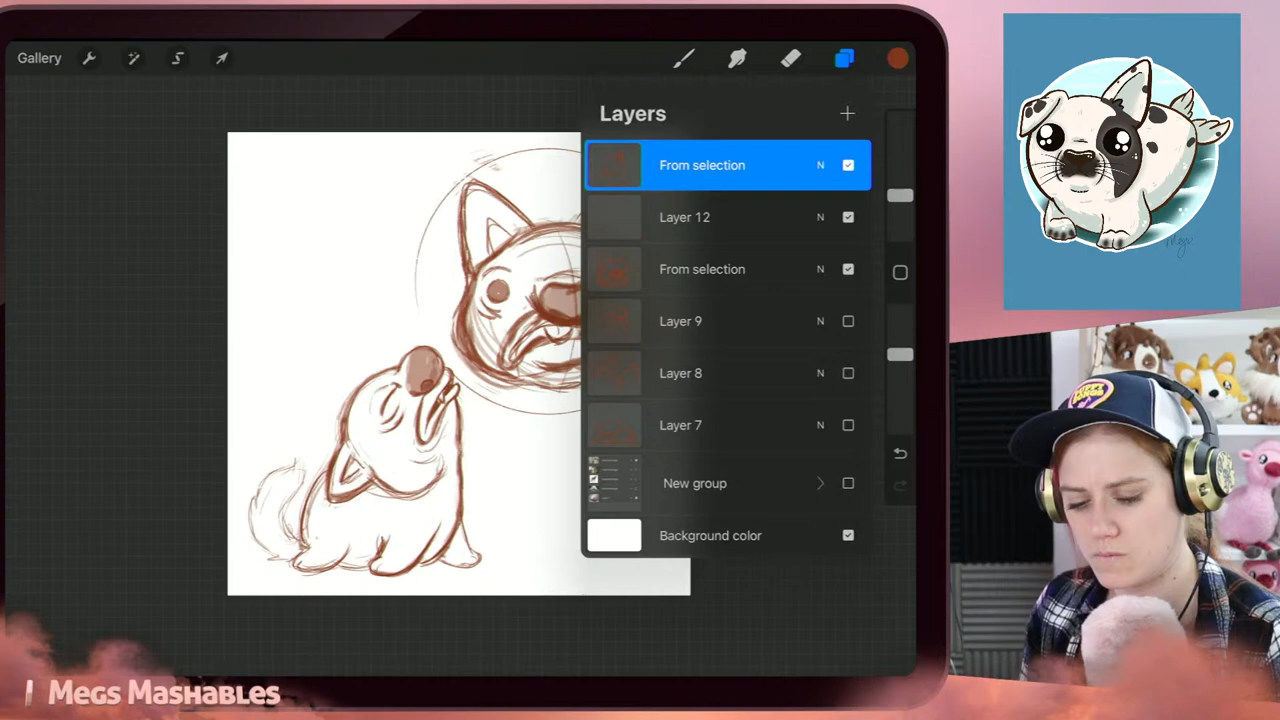 Gallery
Layers
From selection N
Layer 12 N
From selection N
Layer 9 N
Layer 8 N
Layer 7 N
New group
Background color
Megs Mashables